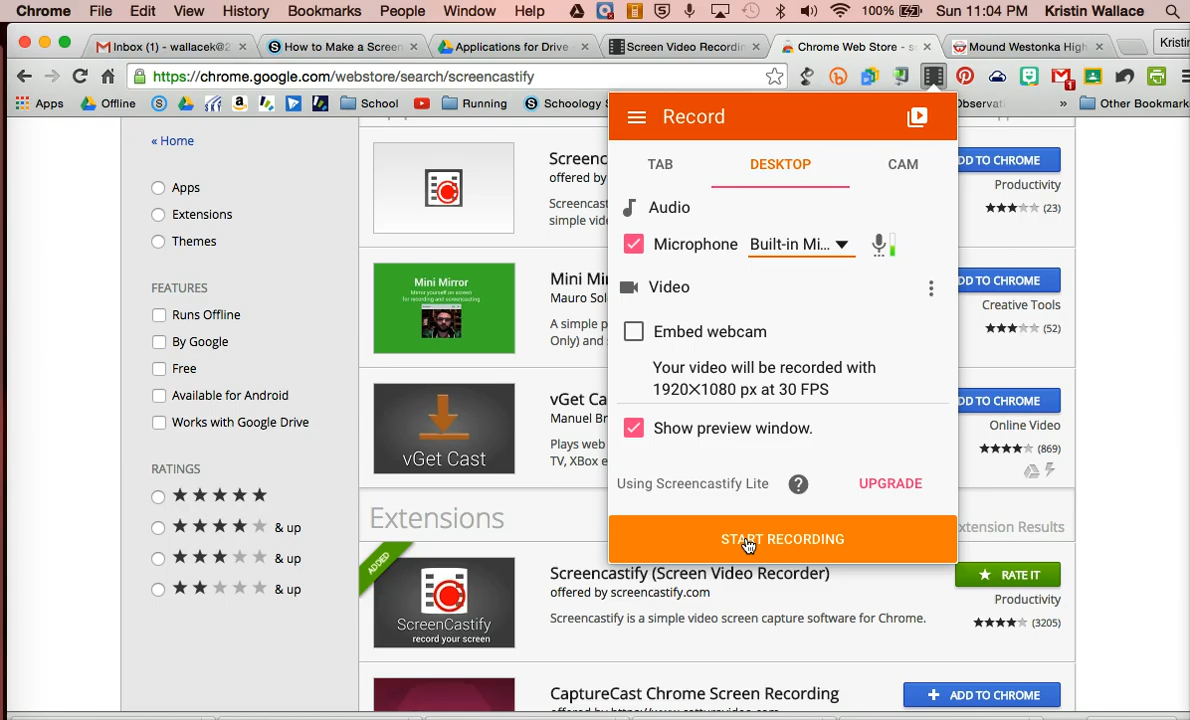 Chrome File Edit View History Bookmarks People Window Help 100% Sun 11:04 PM Kristin Wallace
Inbox (1) - wallacek@2 × How to Make a Screen × Applications for Drive × Screen Video Recordin × Chrome Web Store - sc × Mound Westonka High × Kristin
https://chrome.google.com/webstore/search/screencastify
Apps Offline School Running Schoology Observati » Other Bookmark
Record
« Home
TAB DESKTOP CAM
Screenc
offered by
Screencast
simple vide
ADD TO CHROME
Productivity
(23)
Apps
Extensions
Themes
Audio
Microphone Built-in Mi...
Video
Embed webcam
Your video will be recorded with
1920×1080 px at 30 FPS
Show preview window.
Using Screencastify Lite ? UPGRADE
START RECORDING
FEATURES
Runs Offline
By Google
Free
Available for Android
Works with Google Drive
RATINGS
& up
& up
& up
Mini Mirror
Mirror yourself on screen
for recording and screencasting
Mini Mi
Mauro Sol
A simple p
Only) and
ADD TO CHROME
Creative Tools
(52)
vGet Cast
vGet Ca
Manuel Br
Plays web
TV, XBox e
ADD TO CHROME
Online Video
(869)
Extensions
xtension Results
ADDED
ScreenCastify
record your screen
Screencastify (Screen Video Recorder)
offered by screencastify.com
Screencastify is a simple video screen capture software for Chrome.
RATE IT
Productivity
(3205)
CaptureCast Chrome Screen Recording
ADD TO CHROME